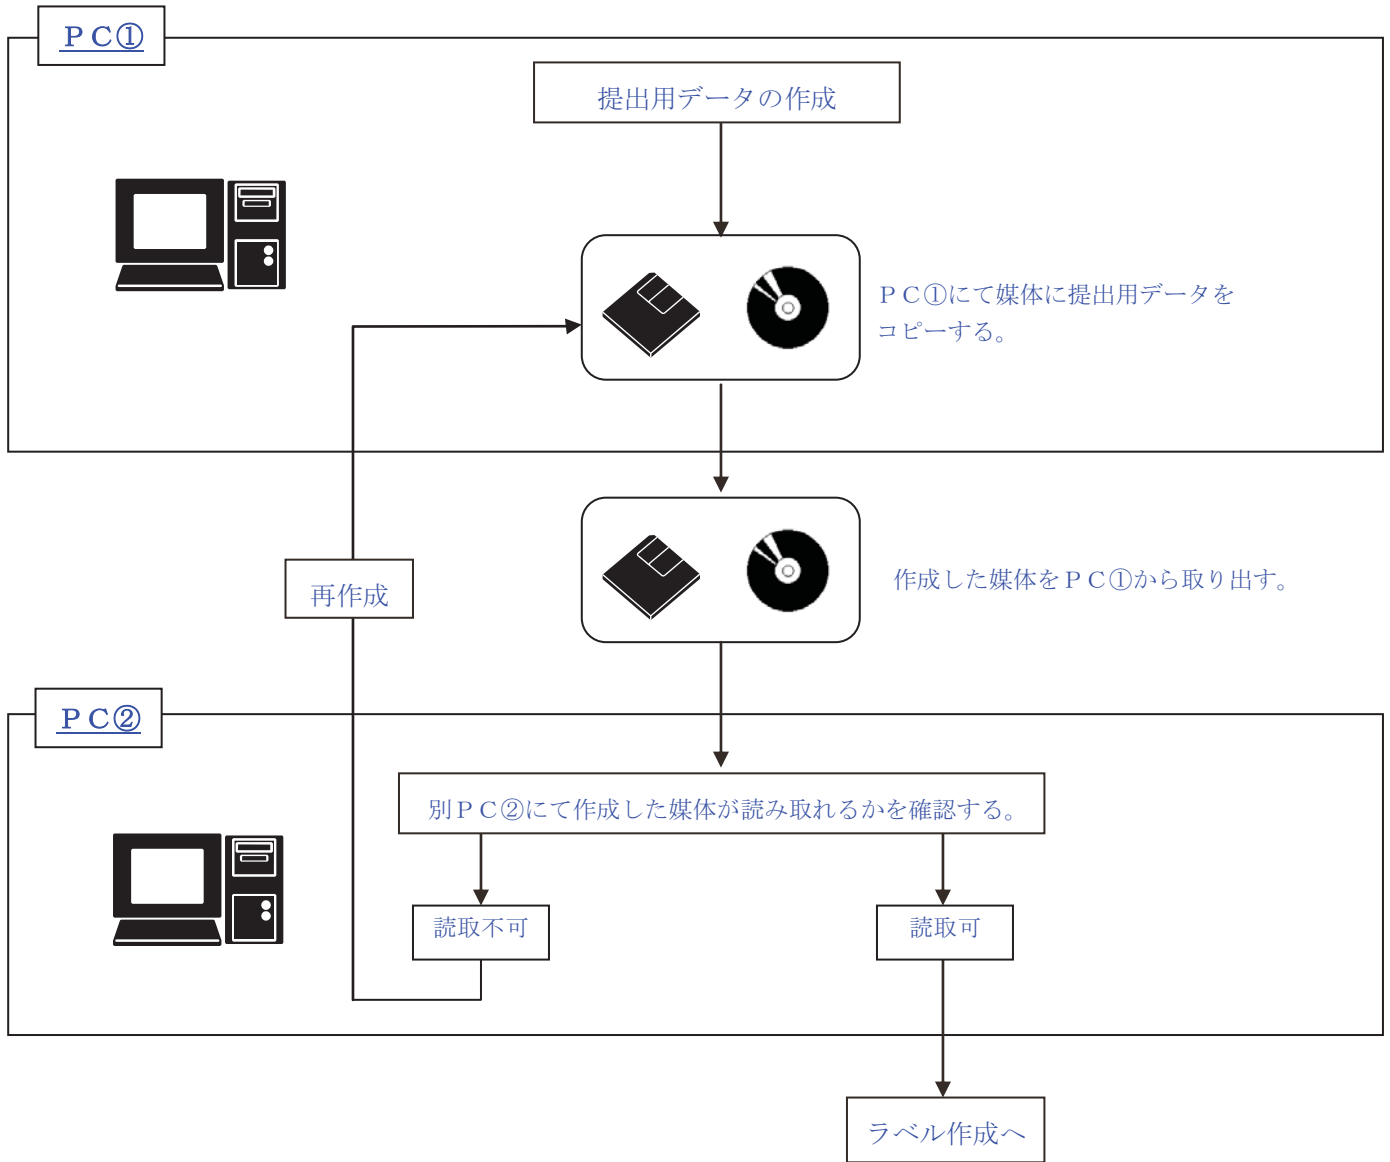 ＰＣ①
提出用データの作成
ＰＣ①にて媒体に提出用データを
コピーする。
作成した媒体をＰＣ①から取り出す。
再作成
ＰＣ②
別ＰＣ②にて作成した媒体が読み取れるかを確認する。
読取不可
読取可
ラベル作成へ